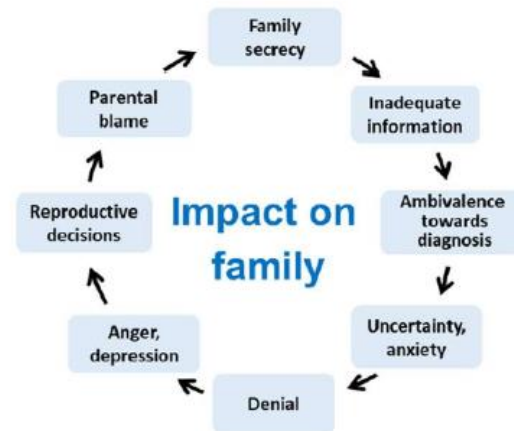 Family
secrecy
Inadequate
information
Ambivalence
towards
diagnosis
Uncertainty,
anxiety
Denial
Anger,
depression
Reproductive
decisions
Parental
blame
Impact on
family